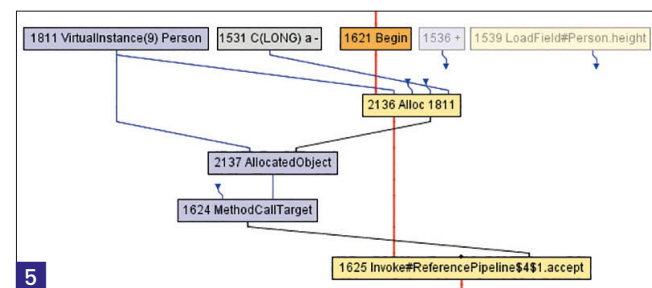 1811 VirtualInstance(9) Person
1531 C(LONG) a -
1621 Begin
1536 +
1539 LoadField#Person.height
2136 Alloc 1811
2137 AllocatedObject
1624 MethodCallTarget
1625 Invoke#ReferencePipeline$4$1.accept
5